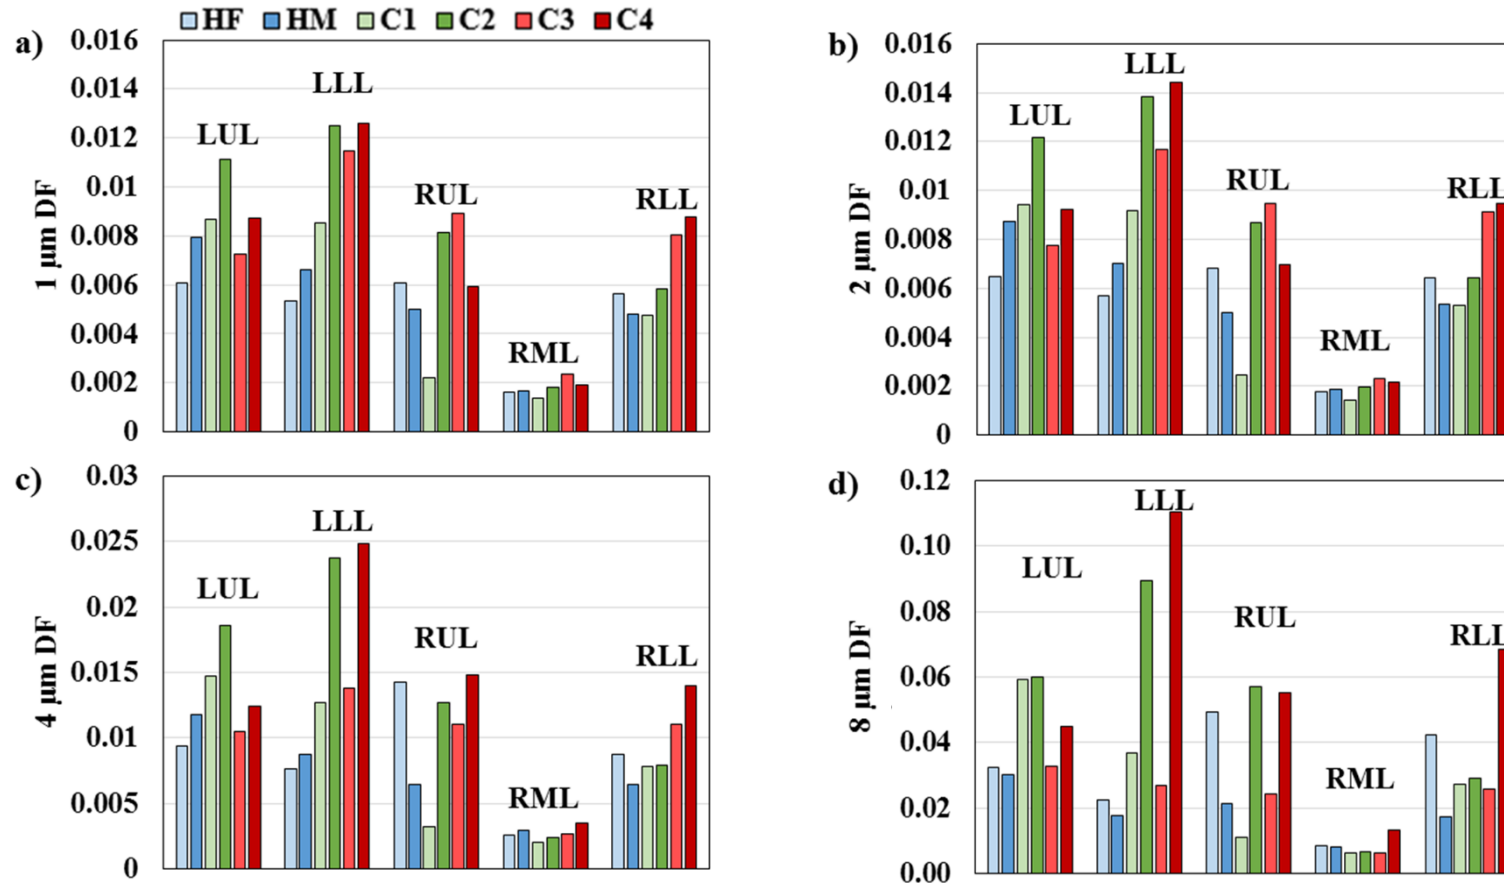 HF HM C1 C2 C3 C4
a)
0.016
0.014
0.012
0.01
0.008
0.006
0.004
0.002
0
1 μm DF
LUL
LLL
RUL
RML
RLL
b)
0.016
0.014
0.012
0.010
0.008
0.006
0.004
0.002
0
2 μm DF
LUL
LLL
RUL
RML
RLL
c)
0.03
0.025
0.02
0.015
0.01
0.005
0
4 μm DF
LUL
LLL
RUL
RML
RLL
d)
0.12
0.10
0.08
0.06
0.04
0.02
0.00
8 μm DF
LUL
LLL
RUL
RML
RLL